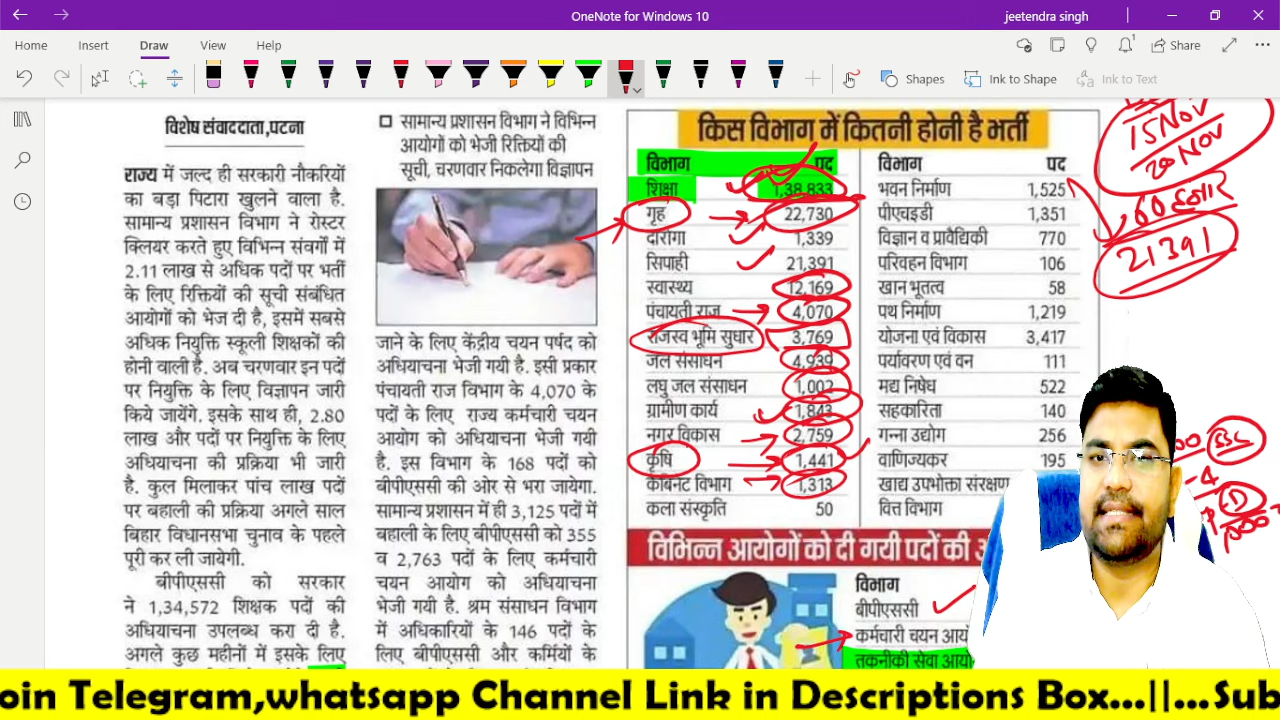 OneNote for Windows 10
jeetendra singh
Home Insert Draw View Help
Share
Shapes
Ink to Shape
Ink to Text
विशेष संवाददाता,पटना
राज्य में जल्द ही सरकारी नौकरियों
का बड़ा पिटारा खुलने वाला है.
सामान्य प्रशासन विभाग ने रोस्टर
क्लियर करते हुए विभिन्न संवर्गों में
2.11 लाख से अधिक पदों पर भर्ती
के लिए रिक्तियों की सूची संबंधित
आयोगों को भेज दी है, इसमें सबसे
अधिक नियुक्ति स्कूली शिक्षकों की
होनी वाली है. अब चरणवार इन पदों
पर नियुक्ति के लिए विज्ञापन जारी
किये जायेंगे. इसके साथ ही, 2.80
लाख और पदों पर नियुक्ति के लिए
अधियाचना की प्रक्रिया भी जारी
है. कुल मिलाकर पांच लाख पदों
पर बहाली की प्रक्रिया अगले साल
बिहार विधानसभा चुनाव के पहले
पूरी कर ली जायेगी.
बीपीएससी को सरकार
ने 1,34,572 शिक्षक पदों की
अधियाचना उपलब्ध करा दी है.
अगले कुछ महीनों में इसके लिए
सामान्य प्रशासन विभाग ने विभिन्न
आयोगों को भेजी रिक्तियों की
सूची, चरणवार निकलेगा विज्ञापन
जाने के लिए केंद्रीय चयन पर्षद को
अधियाचना भेजी गयी है. इसी प्रकार
पंचायती राज विभाग के 4,070 के
पदों के लिए राज्य कर्मचारी चयन
आयोग को अधियाचना भेजी गयी
है. इस विभाग के 168 पदों को
बीपीएससी की ओर से भरा जायेगा.
सामान्य प्रशासन में ही 3,125 पदों में
बहाली के लिए बीपीएससी को 355
व 2,763 पदों के लिए कर्मचारी
चयन आयोग को अधियाचना
भेजी गयी है. श्रम संसाधन विभाग
में अधिकारियों के 146 पदों के
लिए बीपीएससी और कर्मियों के
किस विभाग में कितनी होनी है भर्ती
विभाग पद
शिक्षा 1,38,833
गृह 22,730
दारोगा 1,339
सिपाही 21,391
स्वास्थ्य 12,169
पंचायती राज 4,070
राजस्व भूमि सुधार 3,769
जल संसाधन 4,939
लघु जल संसाधन 1,002
ग्रामीण कार्य 1,843
नगर विकास 2,759
कृषि 1,441
कैबिनेट विभाग 1,313
कला संस्कृति 50
विभाग पद
भवन निर्माण 1,525
पीएचइडी 1,351
विज्ञान व प्रावैद्यिकी 770
परिवहन विभाग 106
खान भूतत्व 58
पथ निर्माण 1,219
योजना एवं विकास 3,417
पर्यावरण एवं वन 111
मद्य निषेध 522
सहकारिता 140
गन्ना उद्योग 256
वाणिज्यकर 195
खाद्य उपभोक्ता संरक्षण
वित्त विभाग
15 Nov
20 Nov
60 हजार
21391
SSC
विभिन्न आयोगों को दी गयी पदों की
विभाग
बीपीएससी
कर्मचारी चयन आयो
तकनीकी सेवा आयो
oin Telegram,whatsapp Channel Link in Descriptions Box...||...Sub